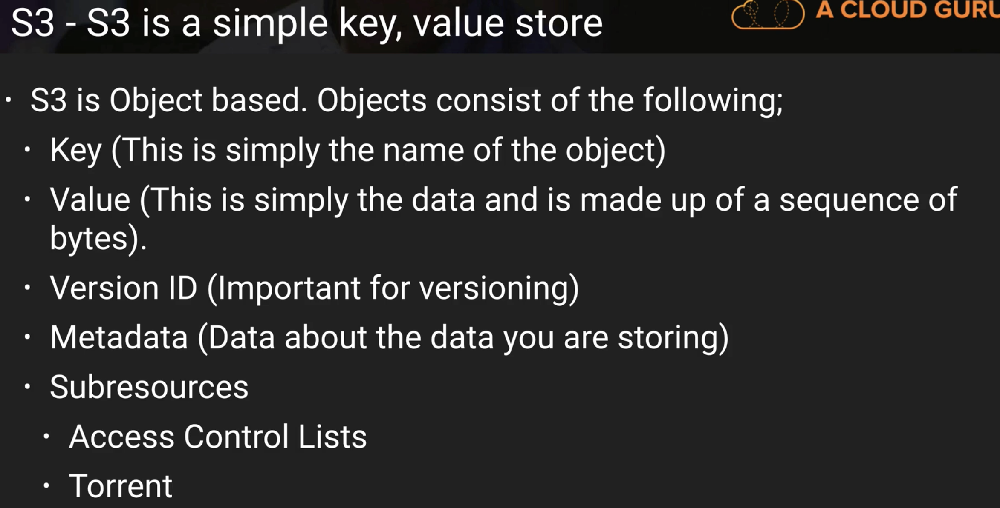 S3 - S3 is a simple key, value store
A CLOUD GURU
• S3 is Object based. Objects consist of the following;
• Key (This is simply the name of the object)
• Value (This is simply the data and is made up of a sequence of
bytes).
• Version ID (Important for versioning)
• Metadata (Data about the data you are storing)
• Subresources
• Access Control Lists
• Torrent